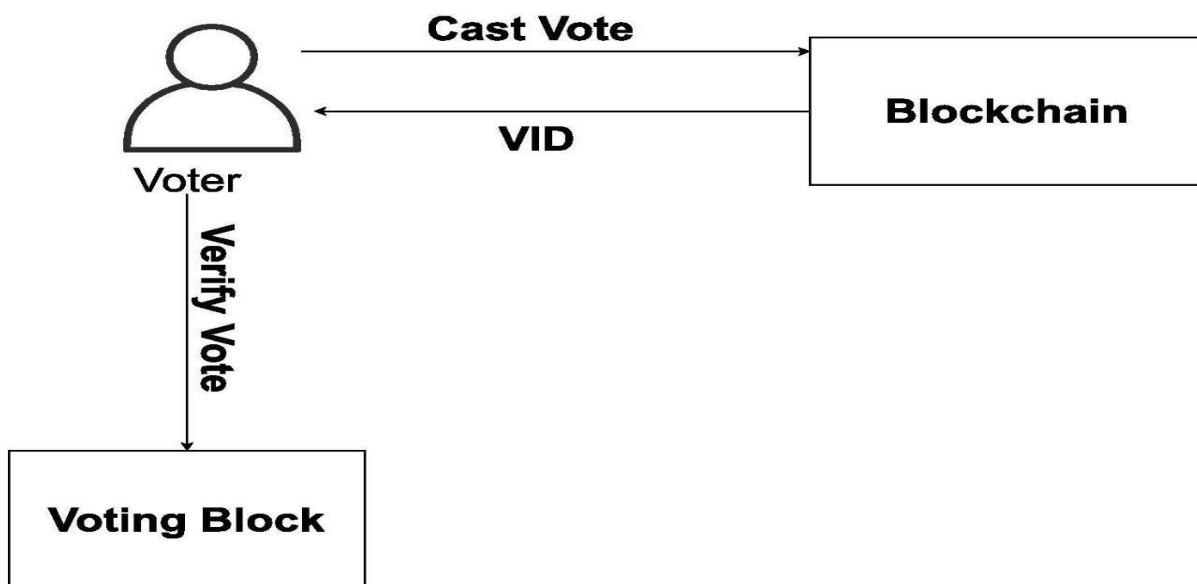 Cast Vote
Blockchain
VID
Voter
Verify Vote
Voting Block